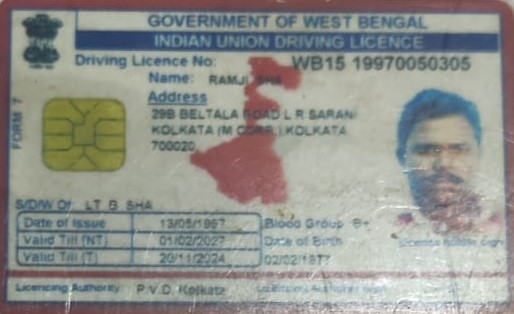 GOVERNMENT OF WEST BENGAL
INDIAN UNION DRIVING LICENCE
Driving Licence No: WB15 19970050305
Name: RAMJI SHA
Address
29B BELTALA ROAD L R SARANI
KOLKATA (M CORP.) KOLKATA
700020
FORM 7
S/D/W Of: LT B SHA
Date of Issue 13/05/1997 Blood Group B+
Valid Till (NT) 01/02/2027 Date of Birth
Valid Till (T) 20/11/2024 02/02/1977
Licencing Authority P.V.D. Kolkata